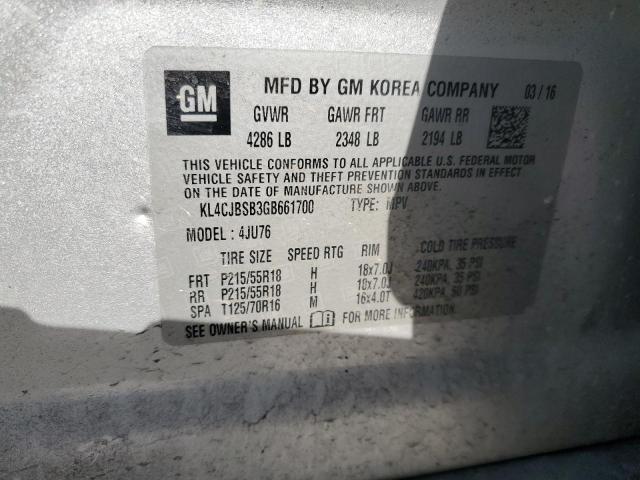 GM
MFD BY GM KOREA COMPANY 03 / 16
GVWR GAWR FRT GAWR RR
4286 LB 2348 LB 2194 LB
THIS VEHICLE CONFORMS TO ALL APPLICABLE U.S. FEDERAL MOTOR
VEHICLE SAFETY AND THEFT PREVENTION STANDARDS IN EFFECT
ON THE DATE OF MANUFACTURE SHOWN ABOVE.
KL4CJBSB3GB661700 TYPE: MPV
MODEL: 4JU76
TIRE SIZE SPEED RTG RIM COLD TIRE PRESSURE
FRT P215/55R18 H 18x7.0J 240KPA, 35 PSI
RR P215/55R18 H 18x7.0J 240KPA, 35 PSI
SPA T125/70R16 M 16x4.0T 420KPA, 60 PSI
SEE OWNER'S MANUAL FOR MORE INFORMATION